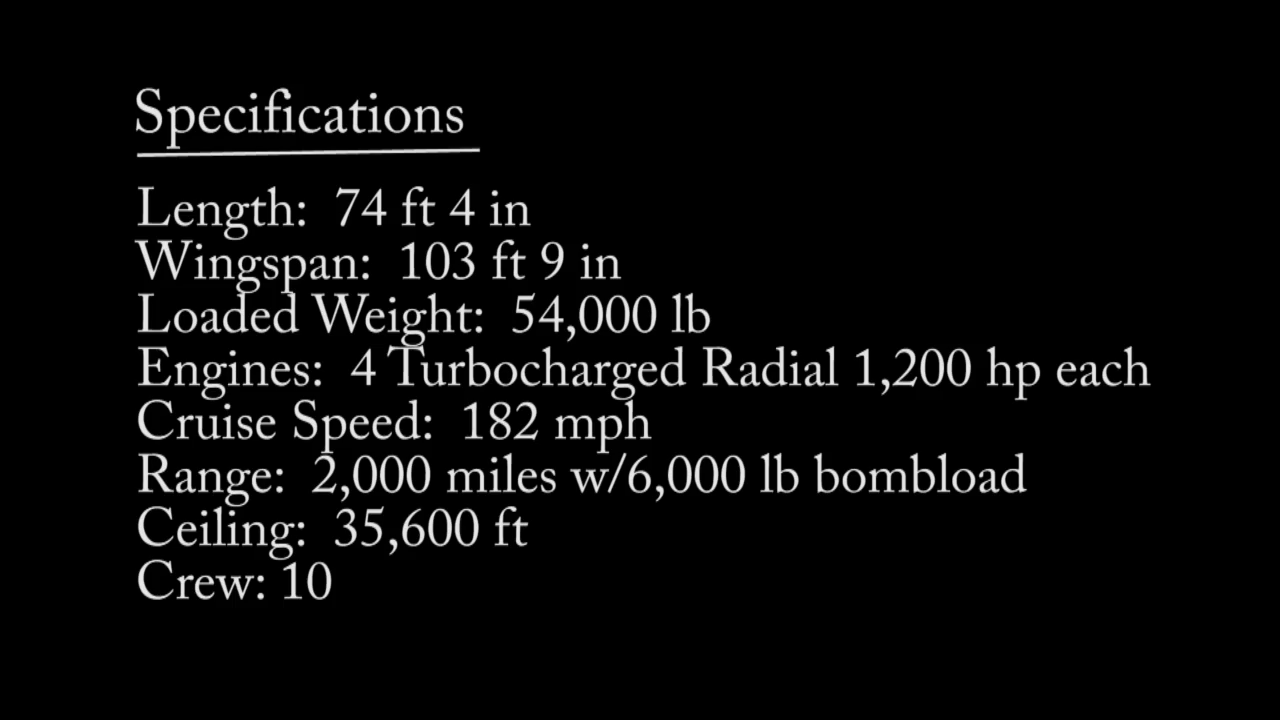 Specifications
Length:  74 ft 4 in
Wingspan:  103 ft 9 in
Loaded Weight:  54,000 lb
Engines:  4 Turbocharged Radial 1,200 hp each
Cruise Speed:  182 mph
Range:  2,000 miles w/6,000 lb bombload
Ceiling:  35,600 ft
Crew: 10